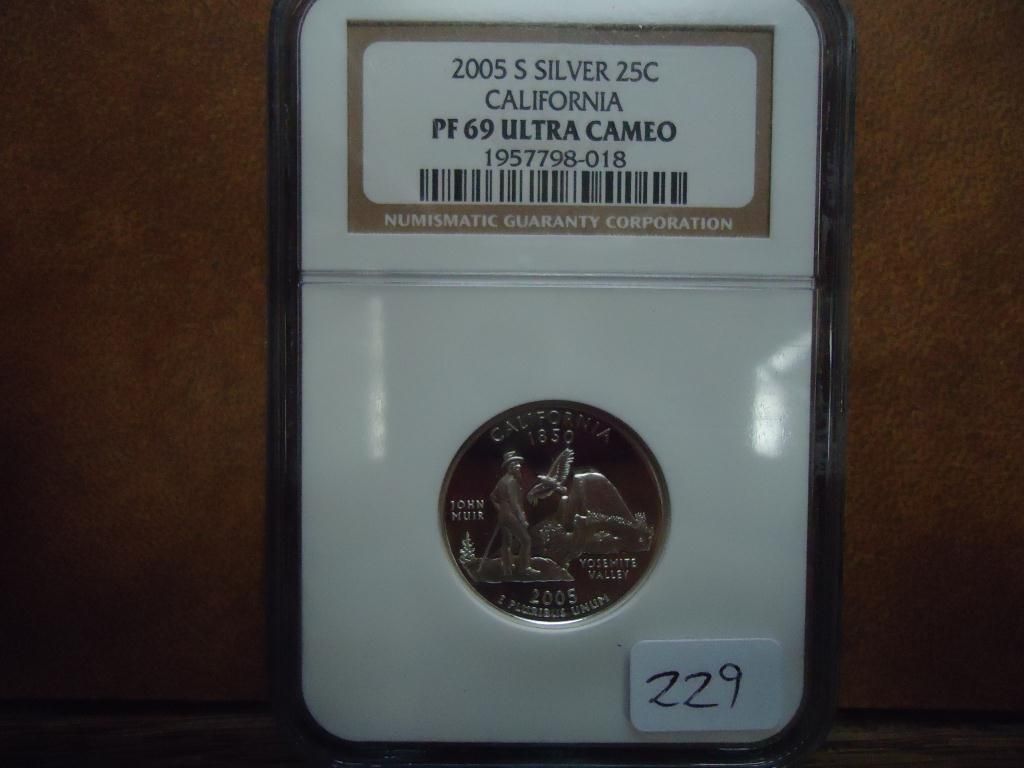 2005 S SILVER 25C
CALIFORNIA
PF 69 ULTRA CAMEO
1957798-018
NUMISMATIC GUARANTY CORPORATION
CALIFORNIA
1850
JOHN
MUIR
YOSEMITE
VALLEY
2005
E PLURIBUS UNUM
229